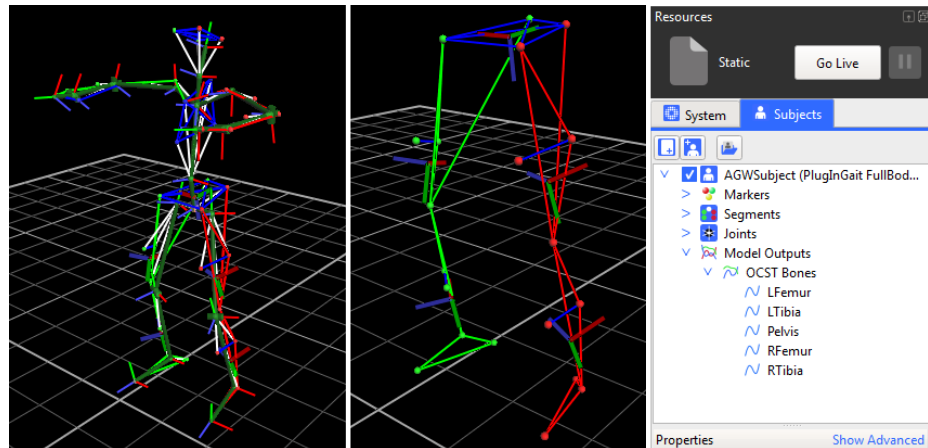 Resources
Static
Go Live
System
Subjects
AGWSubject (PlugInGait FullBod...
Markers
Segments
Joints
Model Outputs
OCST Bones
LFemur
LTibia
Pelvis
RFemur
RTibia
Properties
Show Advanced